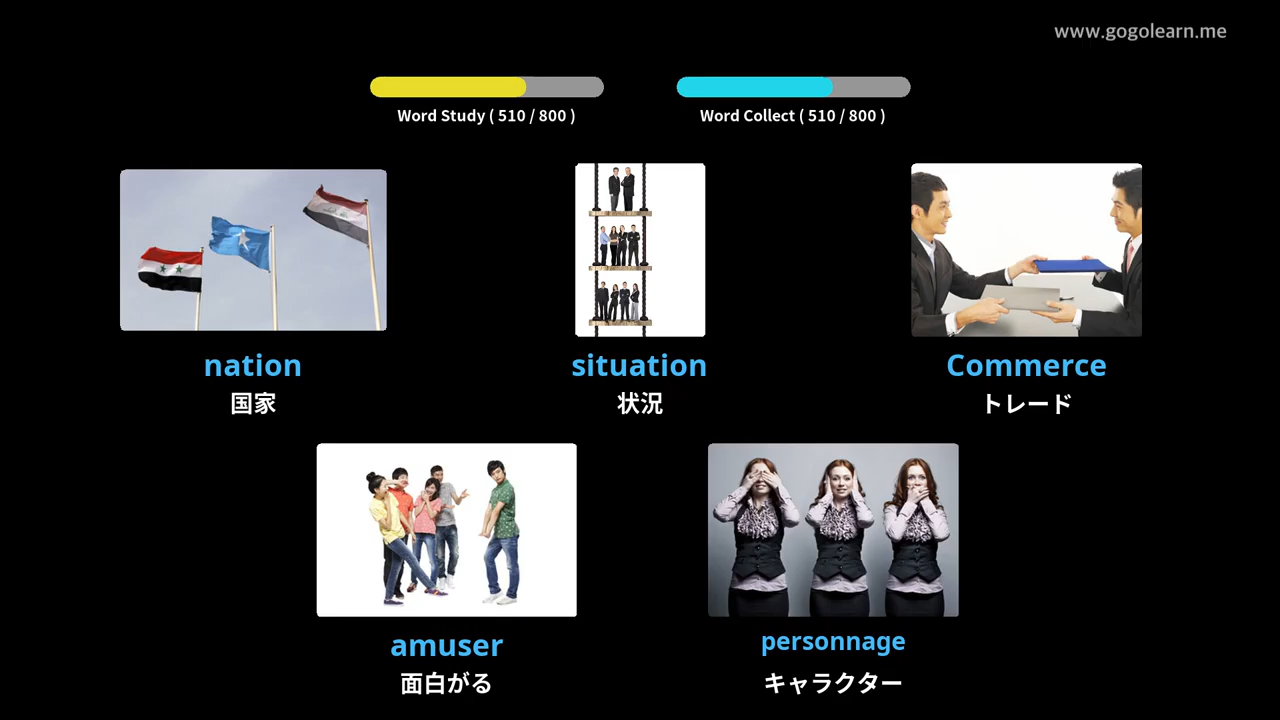 www.gogolearn.me
Word Study ( 510 / 800 )
Word Collect ( 510 / 800 )
nation
国家
situation
状況
Commerce
トレード
amuser
面白がる
personnage
キャラクター